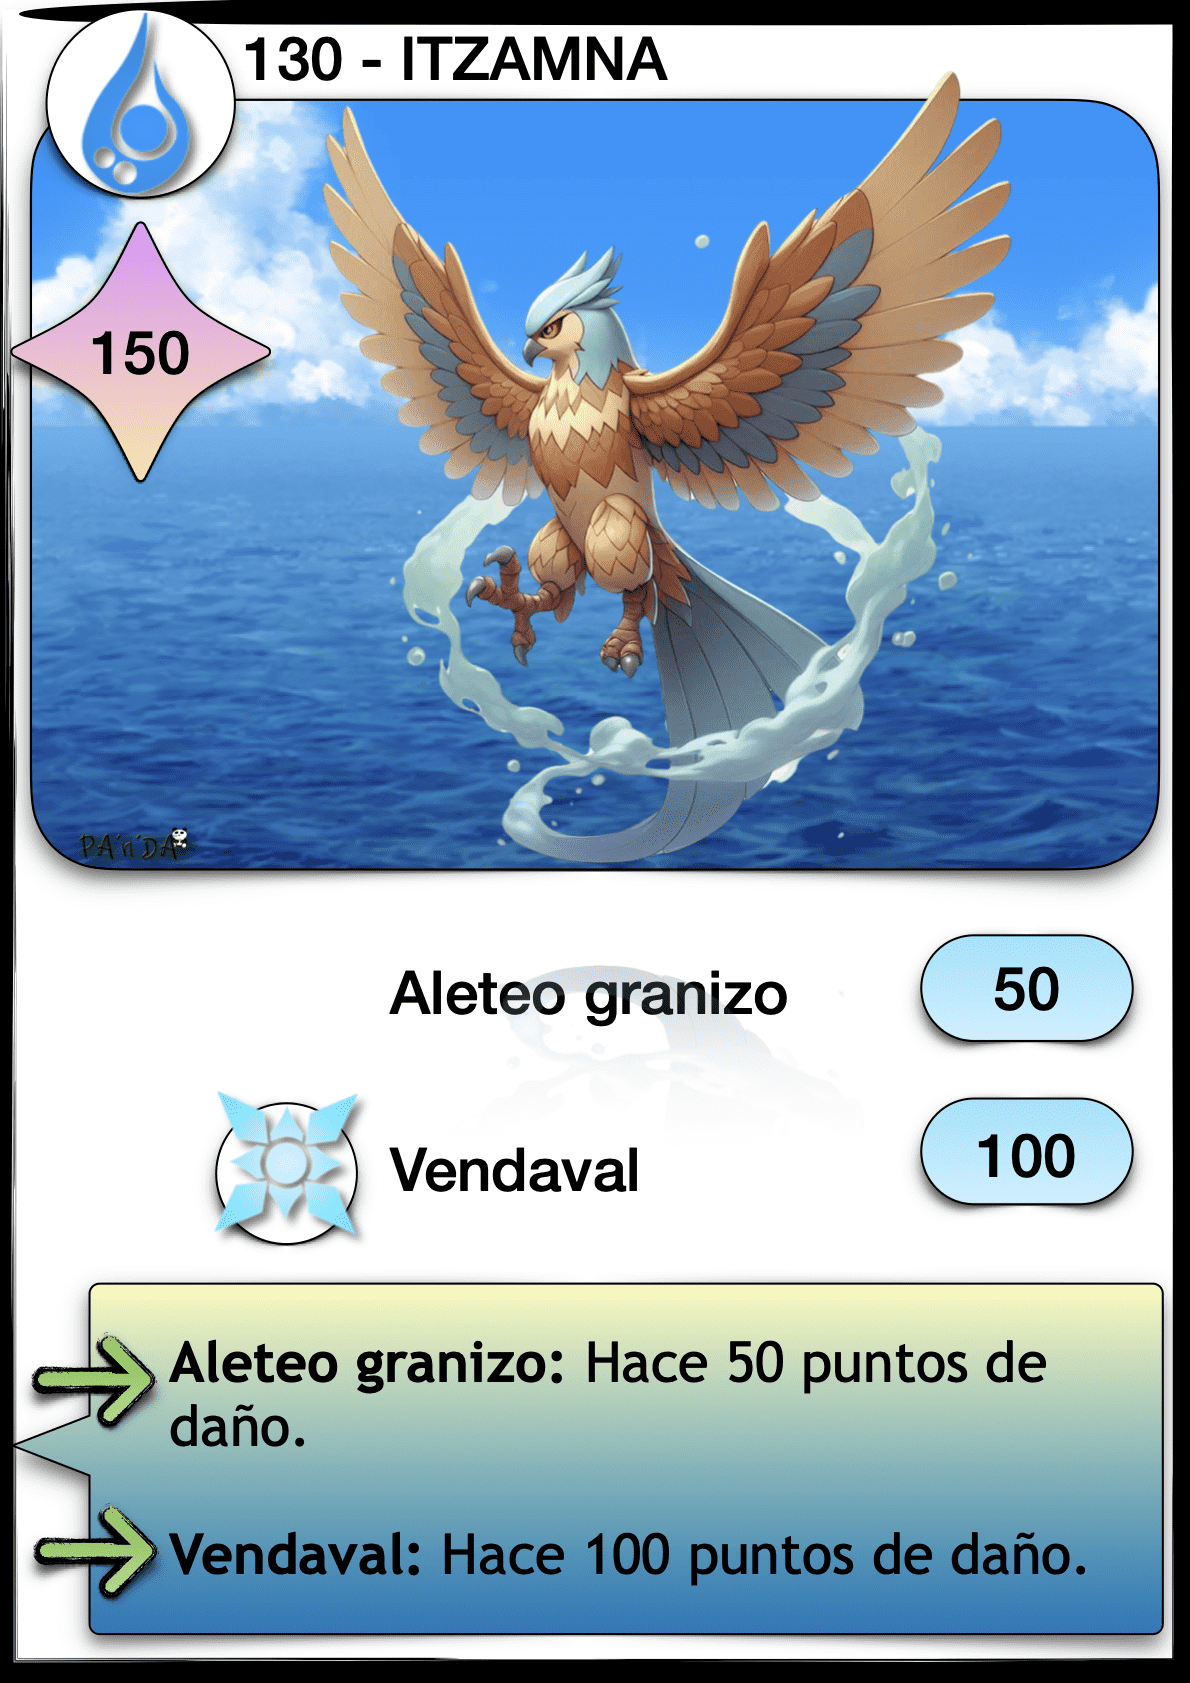 130 - ITZAMNA
150
PA'n'DA
Aleteo granizo
50
Vendaval
100
Aleteo granizo: Hace 50 puntos de
daño.
Vendaval: Hace 100 puntos de daño.